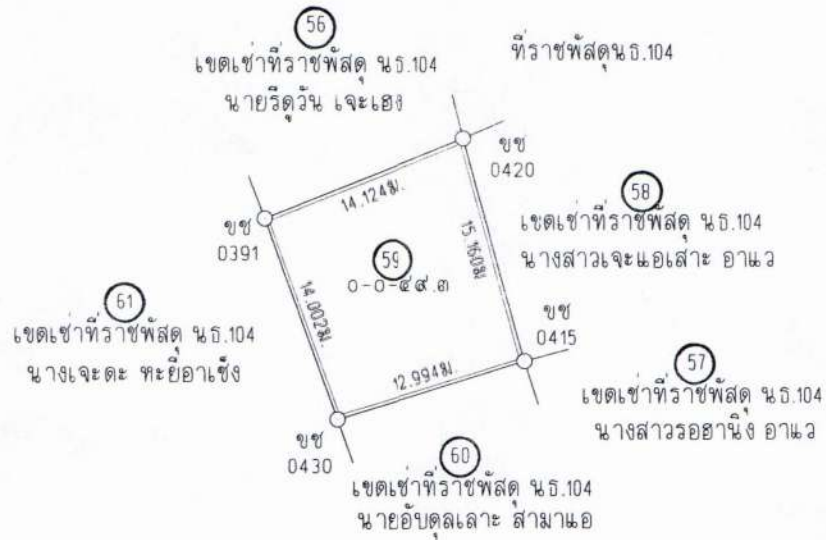 56
เขตเช่าที่ราชพัสดุ นธ.104
นายรีดูวัน เจะเฮง
ที่ราชพัสดุนธ.104
ขช
0420
14.124ม.
ขช
0391
15.160ม
58
เขตเช่าที่ราชพัสดุ นธ.104
นางสาวเจะแอเสาะ อาแว
59
๐-๐-๔๙.๓
61
เขตเช่าที่ราชพัสดุ นธ.104
นางเจะดะ หะยีอาเซ็ง
14.002ม.
ขช
0415
12.994ม.
57
เขตเช่าที่ราชพัสดุ นธ.104
นางสาวรอฮานิง อาแว
ขช
0430
60
เขตเช่าที่ราชพัสดุ นธ.104
นายอับดุลเลาะ สามาแอ